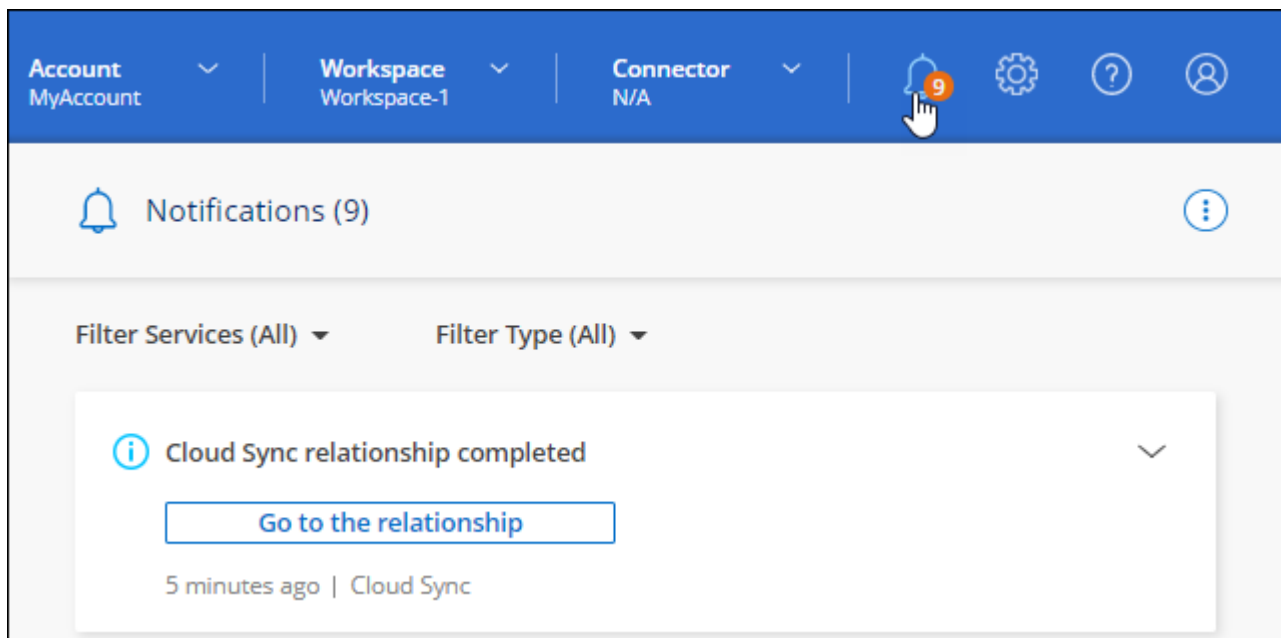 Account Workspace Connector
MyAccount Workspace-1 N/A
9
?
Notifications (9)
Filter Services (All) Filter Type (All)
i Cloud Sync relationship completed
Go to the relationship
5 minutes ago | Cloud Sync